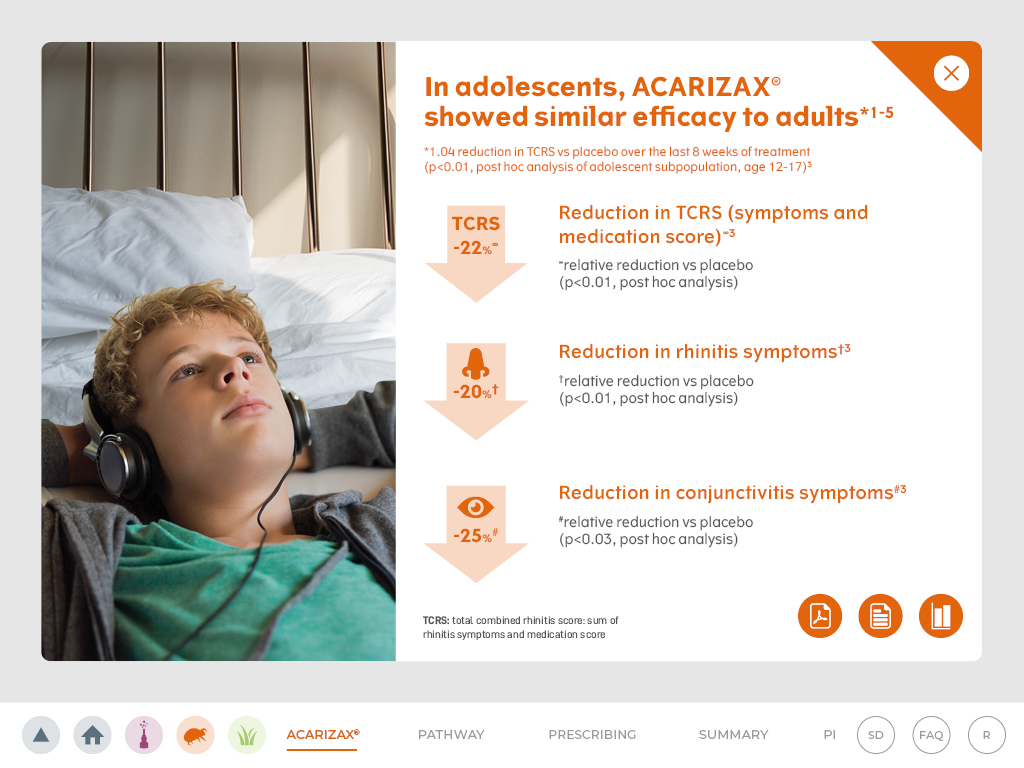 In adolescents, ACARIZAX®
showed similar efficacy to adults*1-5
*1.04 reduction in TCRS vs placebo over the last 8 weeks of treatment
(p<0.01, post hoc analysis of adolescent subpopulation, age 12-17)3
TCRS
-22%∞
Reduction in TCRS (symptoms and
medication score)∞3
∞relative reduction vs placebo
(p<0.01, post hoc analysis)
-20%†
Reduction in rhinitis symptoms†3
†relative reduction vs placebo
(p<0.01, post hoc analysis)
-25%#
Reduction in conjunctivitis symptoms#3
#relative reduction vs placebo
(p<0.03, post hoc analysis)
TCRS: total combined rhinitis score: sum of
rhinitis symptoms and medication score
ACARIZAX® PATHWAY PRESCRIBING SUMMARY PI SD FAQ R